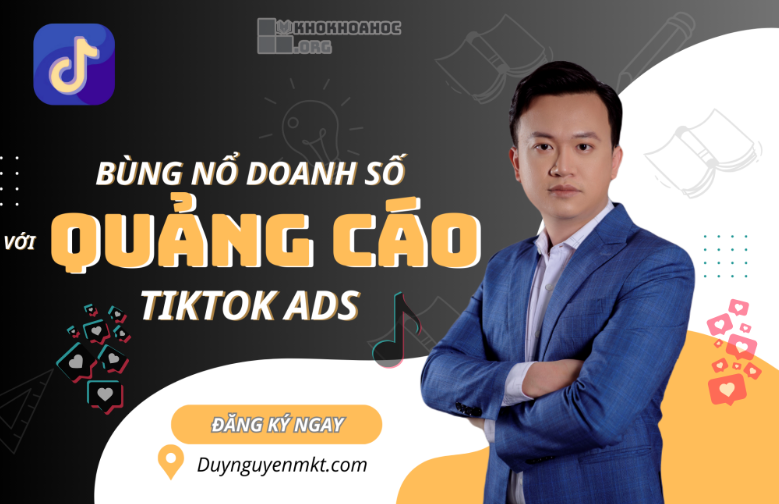 KHOKHOAHOC
.ORG
BÙNG NỔ DOANH SỐ
VỚI
QUẢNG CÁO
TIKTOK ADS
ĐĂNG KÝ NGAY
Duynguyenmkt.com